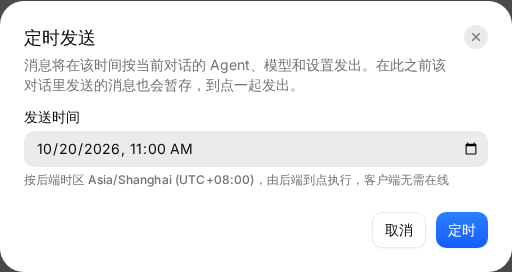 定时发送
消息将在该时间按当前对话的 Agent、模型和设置发出。在此之前该
对话里发送的消息也会暂存，到点一起发出。
发送时间
10/20/2026, 11:00 AM
按后端时区 Asia/Shanghai (UTC+08:00)，由后端到点执行，客户端无需在线
取消
定时